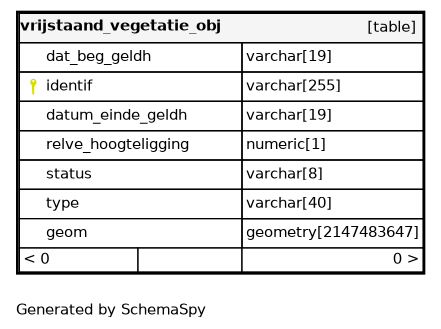 vrijstaand_vegetatie_obj [table]
dat_beg_geldh varchar[19]
identif varchar[255]
datum_einde_geldh varchar[19]
relve_hoogteligging numeric[1]
status varchar[8]
type varchar[40]
geom geometry[2147483647]
< 0 0 >
Generated by SchemaSpy